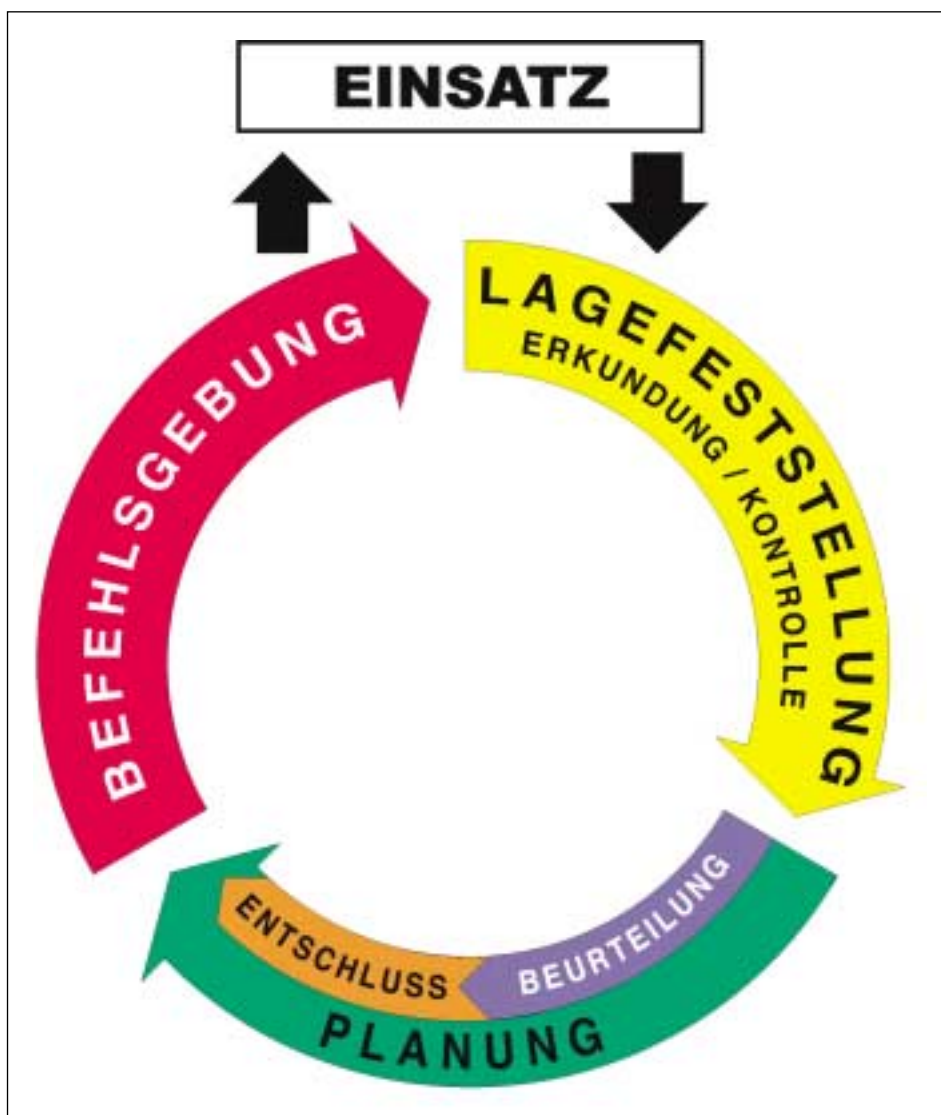 EINSATZ
LAGEFESTSTELLUNG
ERKUNDUNG / KONTROLLE
BEURTEILUNG
ENTSCHLUSS
PLANUNG
BEFEHLSGEBUNG